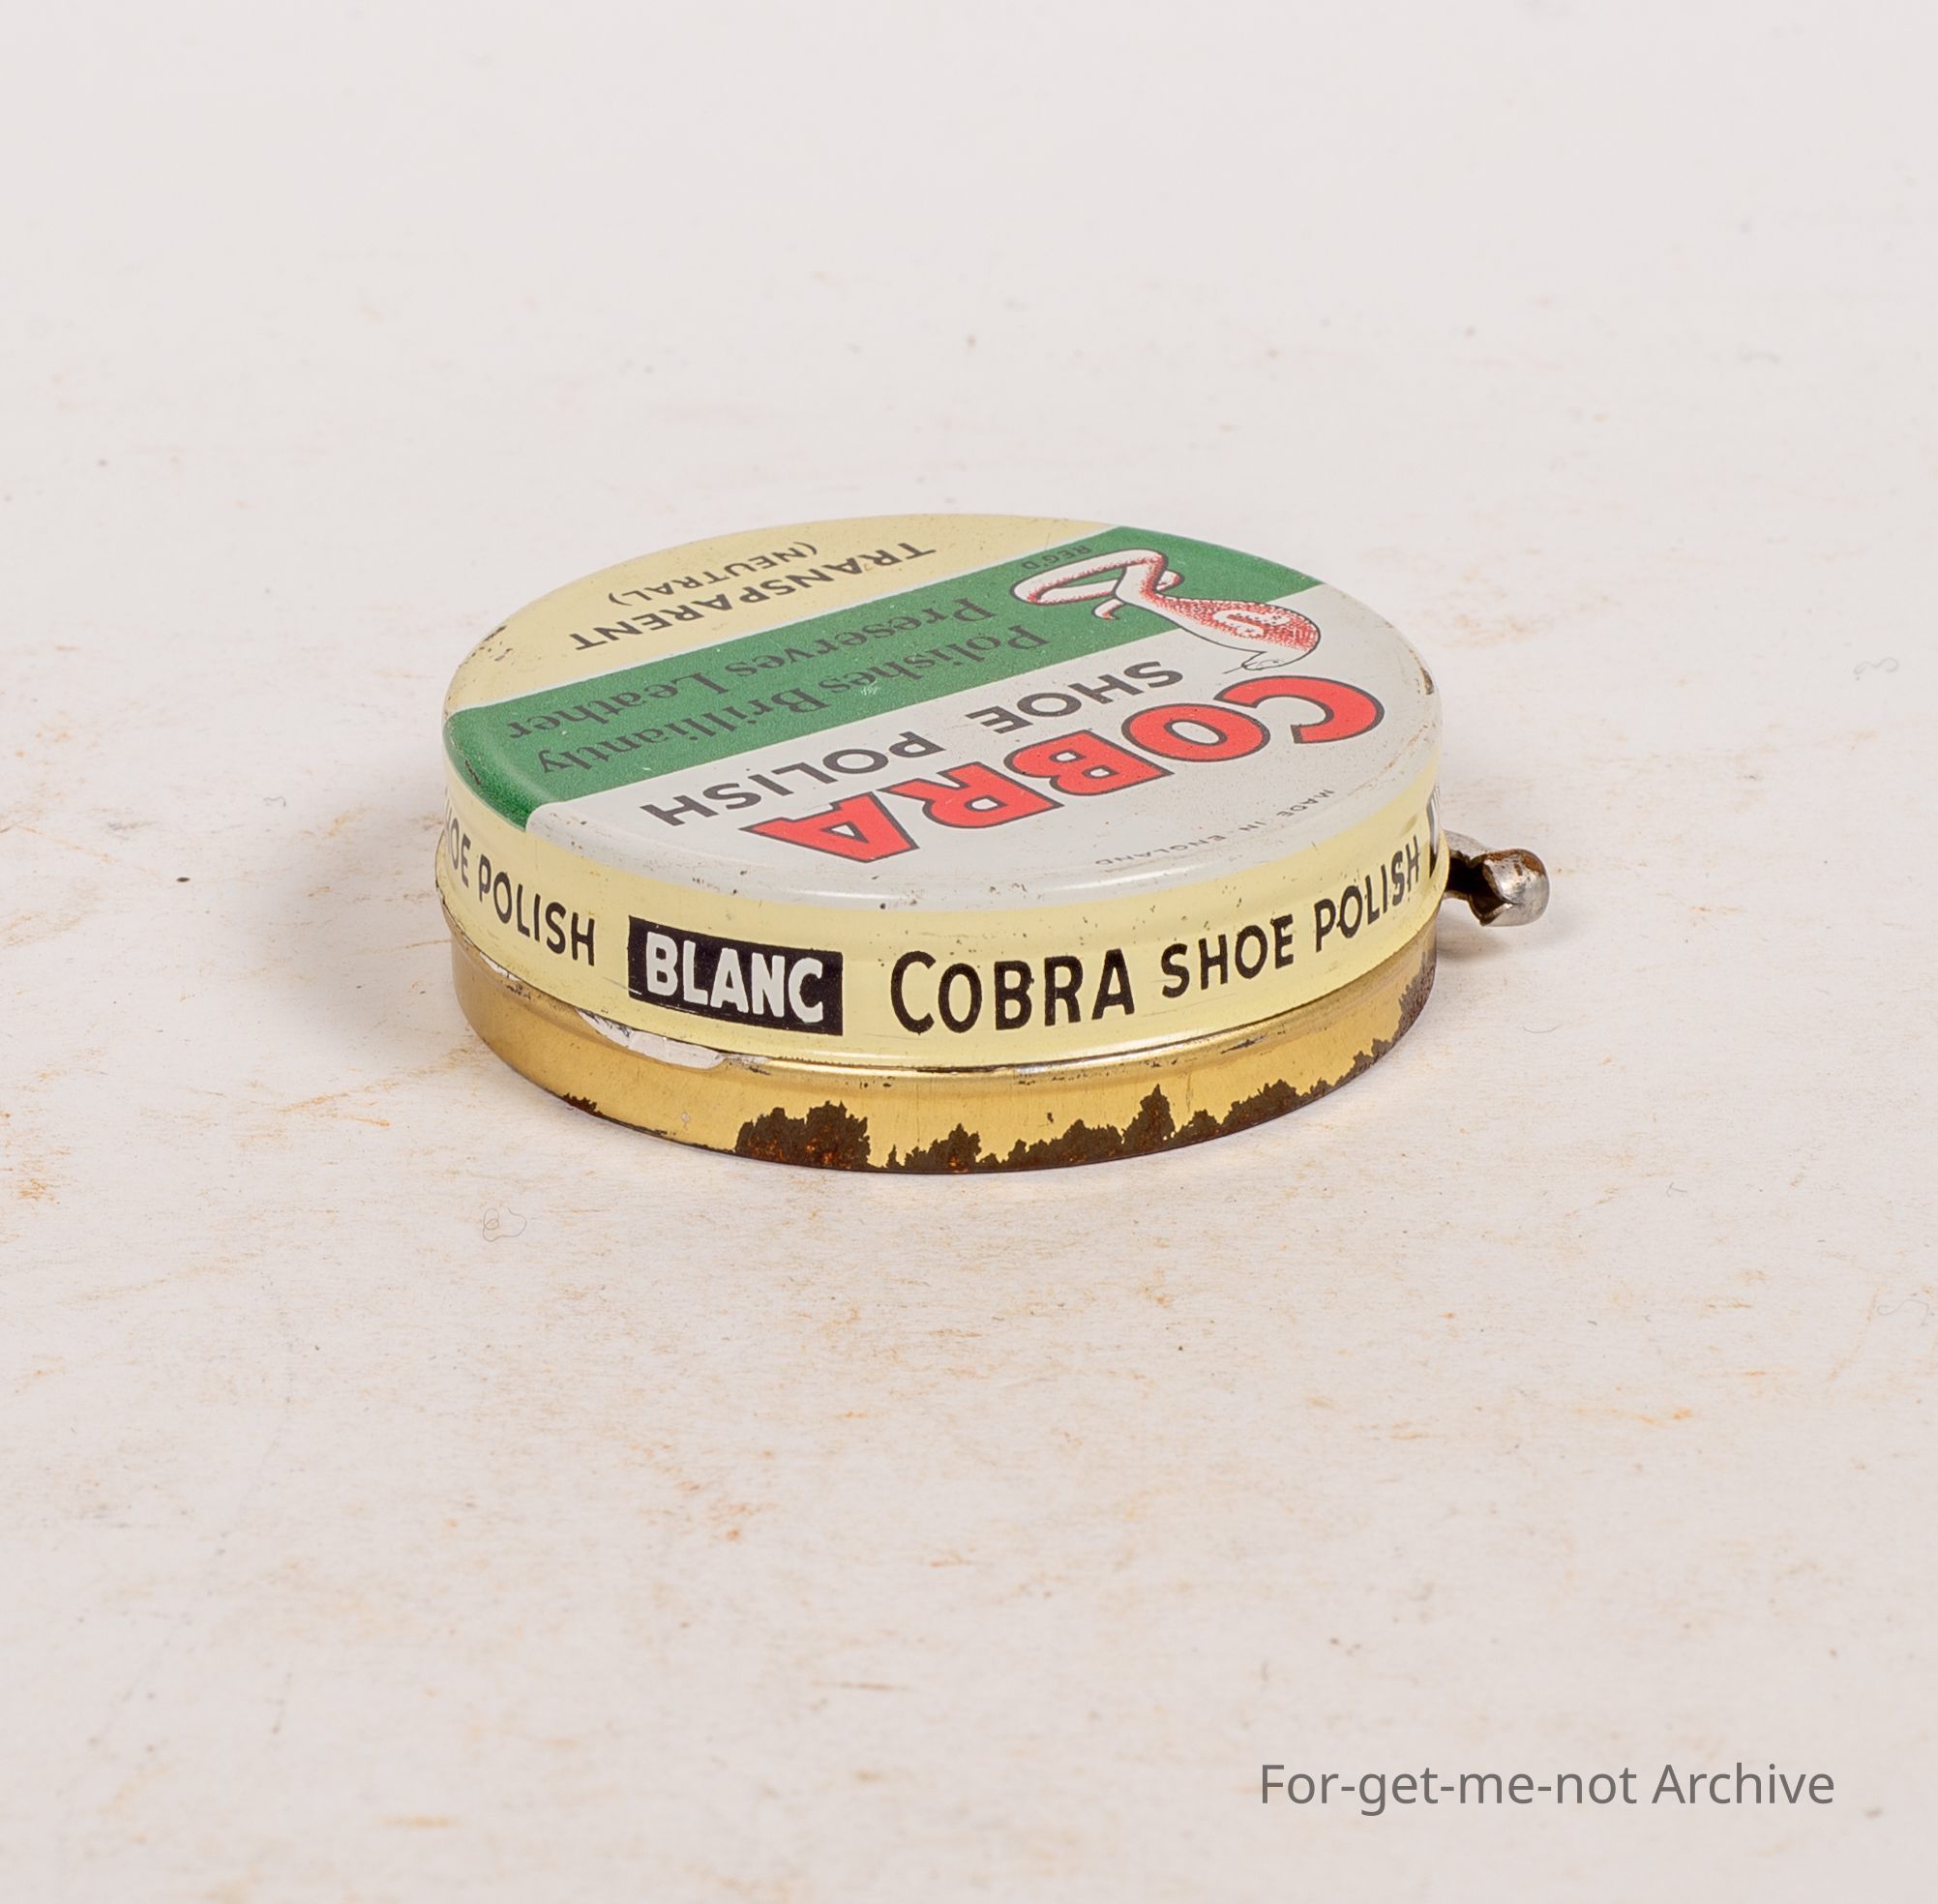 MADE IN ENGLAND
COBRA
SHOE POLISH
Polishes Brilliantly
Preserves Leather
REG'D
TRANSPARENT
(NEUTRAL)
POLISH BLANC COBRA SHOE POLISH
For-get-me-not Archive